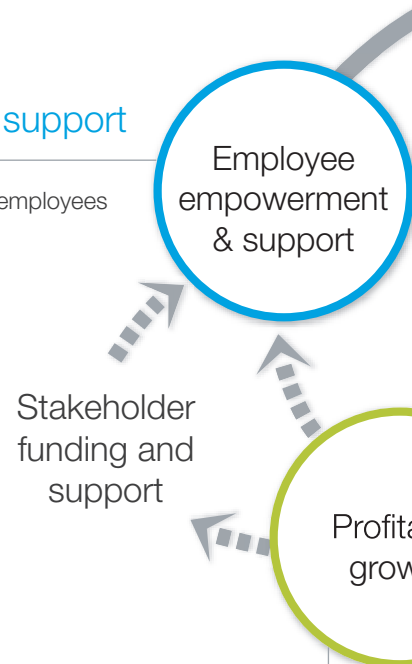 support
employees
Employee
empowerment
& support
Stakeholder
funding and
support